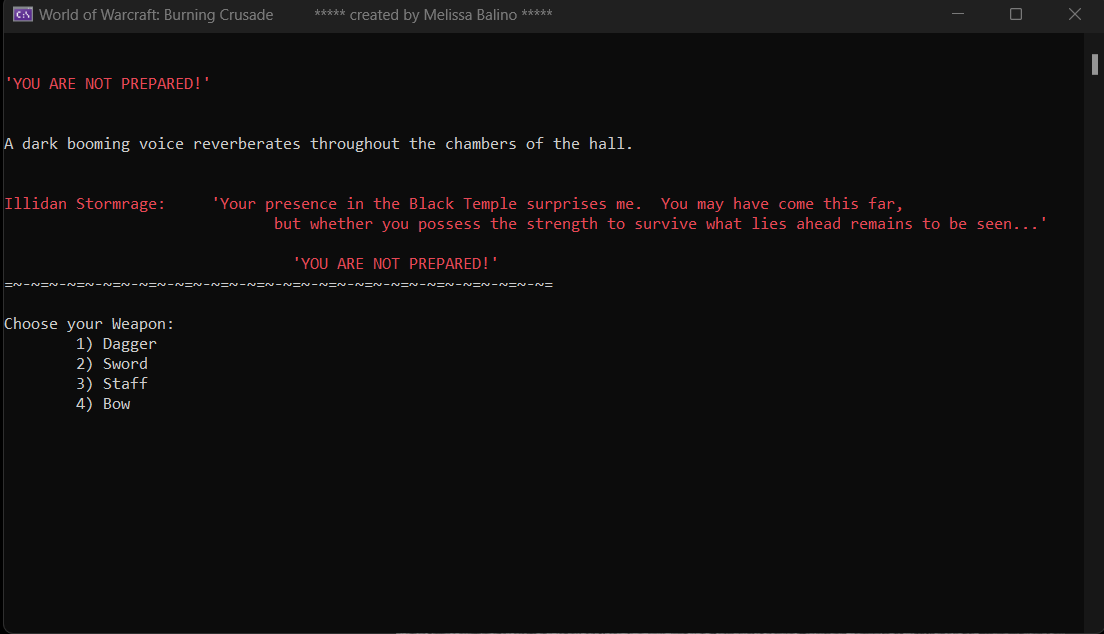 World of Warcraft: Burning Crusade ***** created by Melissa Balino *****
'YOU ARE NOT PREPARED!'
A dark booming voice reverberates throughout the chambers of the hall.
Illidan Stormrage: 'Your presence in the Black Temple surprises me. You may have come this far,
but whether you possess the strength to survive what lies ahead remains to be seen...'
'YOU ARE NOT PREPARED!'
=~-~=~-~=~-~=~-~=~-~=~-~=~-~=~-~=~-~=~-~=~-~=~-~=~-~=~-~=~-~=
Choose your Weapon:
1) Dagger
2) Sword
3) Staff
4) Bow